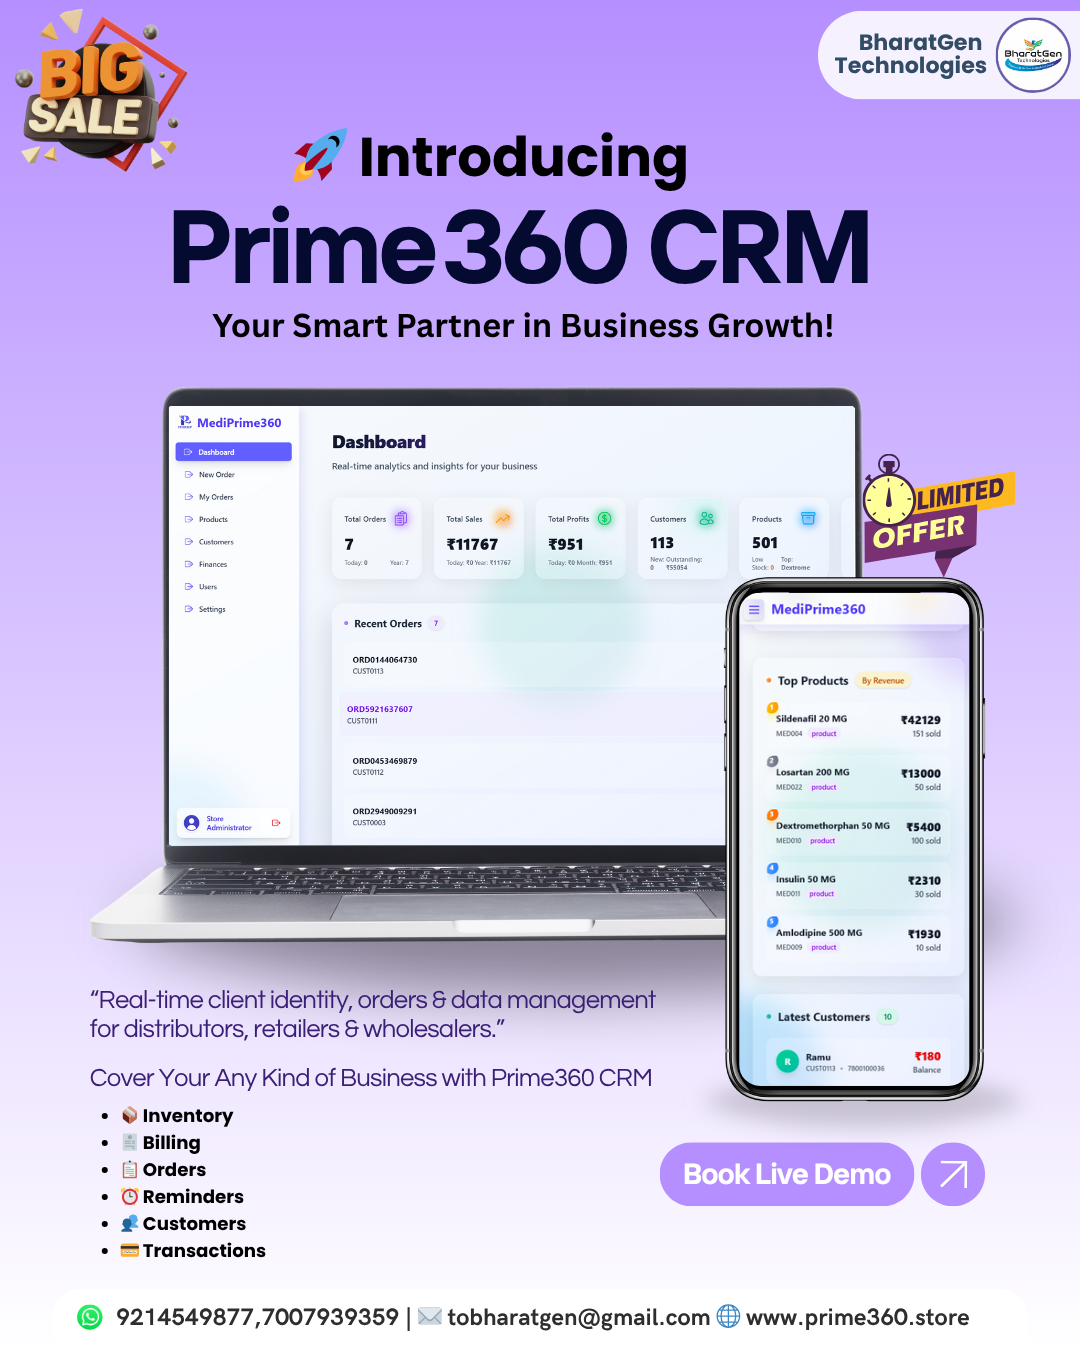 BIG
SALE
BharatGen
Technologies
BharatGen
Technologies
🚀 Introducing
Prime360 CRM
Your Smart Partner in Business Growth!
MediPrime360
Dashboard
New Order
My Orders
Products
Customers
Finances
Users
Settings
Store
Administrator
Dashboard
Real-time analytics and insights for your business
Total Orders
7
Today: 0 Year: 7
Total Sales
₹11767
Today: ₹0 Year: ₹11767
Total Profits
₹951
Today: ₹0 Month: ₹951
Customers
113
New: Outstanding:
0 ₹55054
Products
501
Low Top:
Stock: 0 Dextrome
Recent Orders 7
ORD0144064730
CUST0113
ORD5921637607
CUST0111
ORD0453469879
CUST0112
ORD2949009291
CUST0003
LIMITED
OFFER
MediPrime360
Top Products By Revenue
1
Sildenafil 20 MG ₹42129
MED004 product 151 sold
2
Losartan 200 MG ₹13000
MED022 product 50 sold
3
Dextromethorphan 50 MG ₹5400
MED010 product 100 sold
4
Insulin 50 MG ₹2310
MED011 product 30 sold
5
Amlodipine 500 MG ₹1930
MED009 product 10 sold
Latest Customers 10
R Ramu ₹180
CUST0113 • 7800100036 Balance
“Real-time client identity, orders & data management
for distributors, retailers & wholesalers.”
Cover Your Any Kind of Business with Prime360 CRM
• 📦 Inventory
• 🧾 Billing
• 📋 Orders
• ⏰ Reminders
• 👥 Customers
• 💳 Transactions
Book Live Demo
9214549877,7007939359 | ✉️ tobharatgen@gmail.com 🌐 www.prime360.store